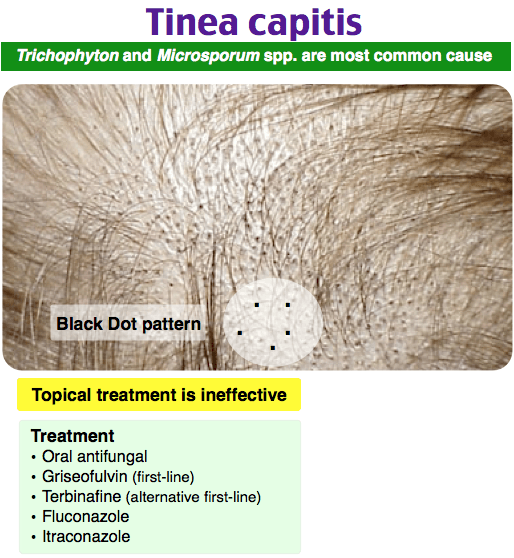 Tinea capitis
Trichophyton and Microsporum spp. are most common cause
Black Dot pattern
Topical treatment is ineffective
Treatment
• Oral antifungal
• Griseofulvin (first-line)
• Terbinafine (alternative first-line)
• Fluconazole
• Itraconazole